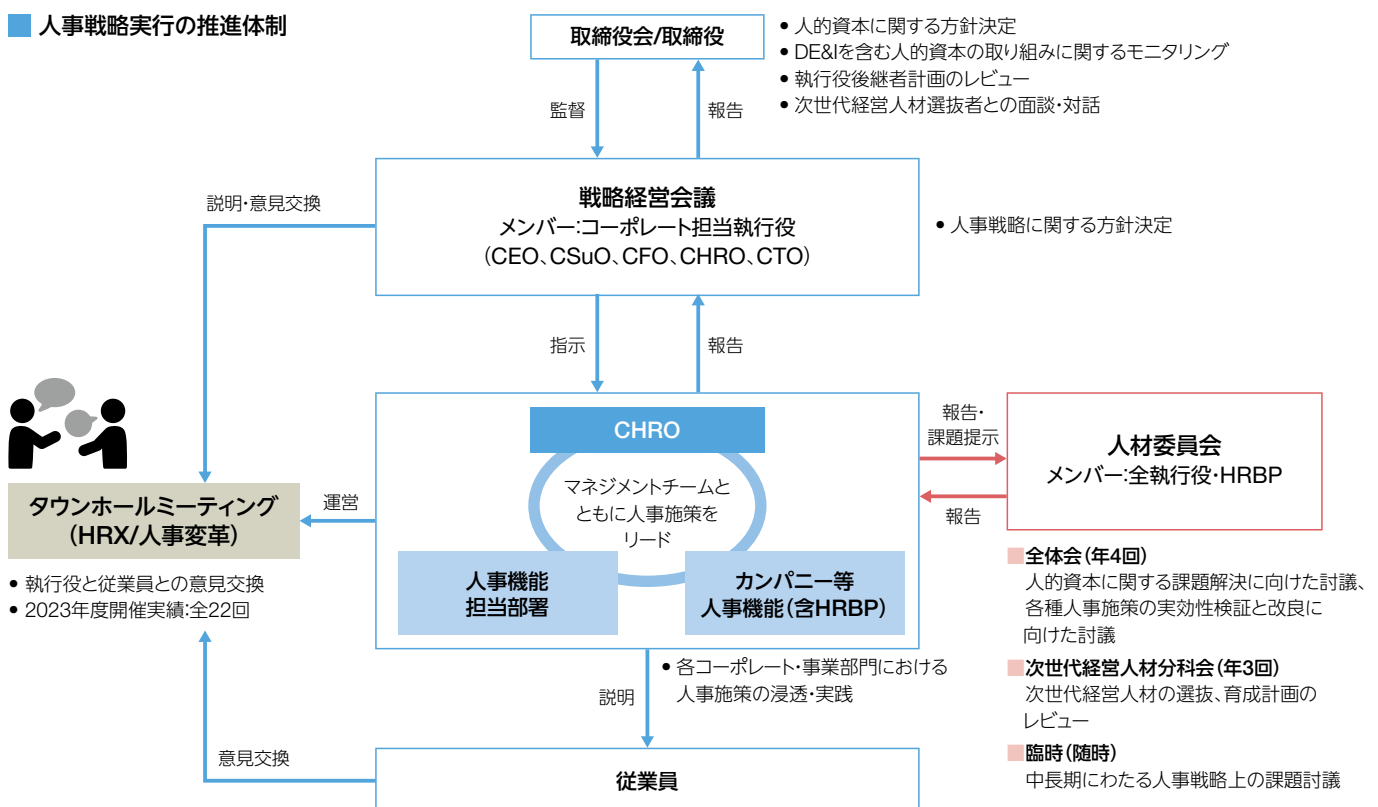 人事戦略実行の推進体制
取締役会/取締役
• 人的資本に関する方針決定
• DE&Iを含む人的資本の取り組みに関するモニタリング
• 執行役後継者計画のレビュー
• 次世代経営人材選抜者との面談・対話
監督
報告
戦略経営会議
メンバー:コーポレート担当執行役
(CEO、CSuO、CFO、CHRO、CTO)
• 人事戦略に関する方針決定
説明・意見交換
指示
報告
CHRO
マネジメントチームと
ともに人事施策を
リード
人事機能
担当部署
カンパニー等
人事機能(含HRBP)
報告・
課題提示
報告
人材委員会
メンバー:全執行役・HRBP
全体会(年4回)
人的資本に関する課題解決に向けた討議、
各種人事施策の実効性検証と改良に
向けた討議
次世代経営人材分科会(年3回)
次世代経営人材の選抜、育成計画の
レビュー
臨時(随時)
中長期にわたる人事戦略上の課題討議
タウンホールミーティング
(HRX/人事変革)
運営
• 執行役と従業員との意見交換
• 2023年度開催実績:全22回
説明
• 各コーポレート・事業部門における
人事施策の浸透・実践
意見交換
従業員